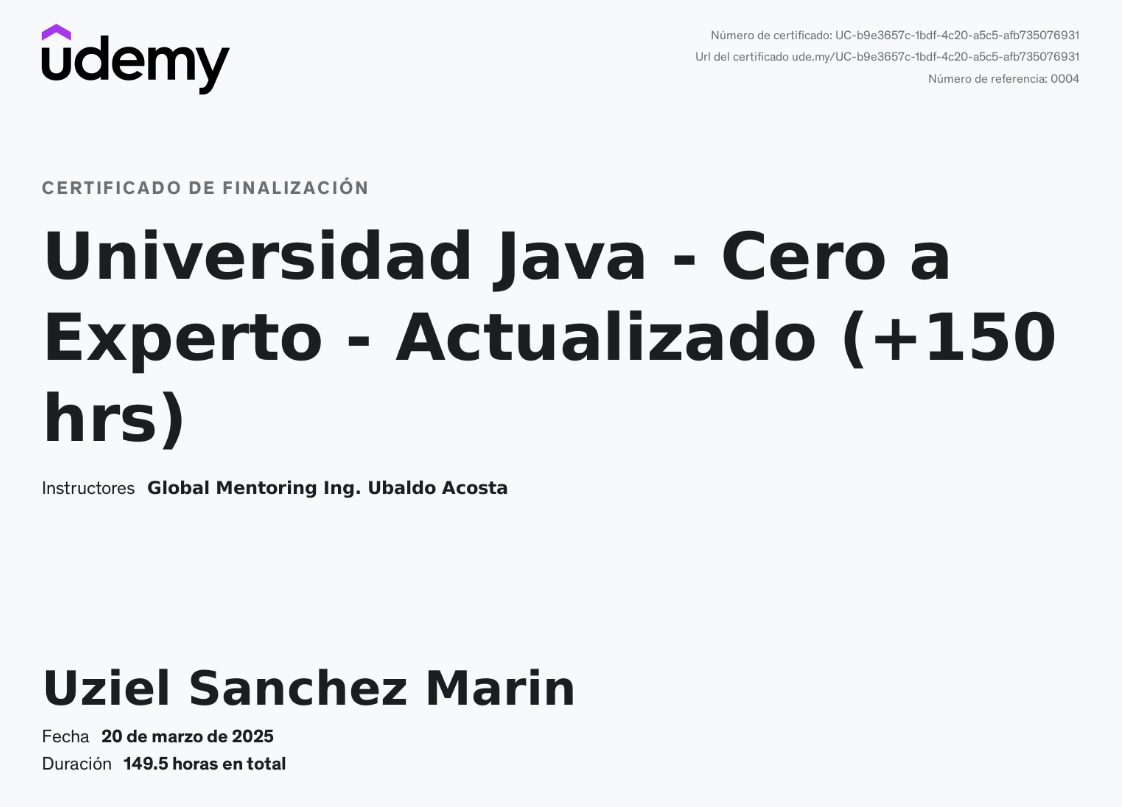 udemy
Número de certificado: UC-b9e3657c-1bdf-4c20-a5c5-afb735076931
Url del certificado ude.my/UC-b9e3657c-1bdf-4c20-a5c5-afb735076931
Número de referencia: 0004
CERTIFICADO DE FINALIZACIÓN
Universidad Java - Cero a
Experto - Actualizado (+150
hrs)
Instructores Global Mentoring Ing. Ubaldo Acosta
Uziel Sanchez Marin
Fecha 20 de marzo de 2025
Duración 149.5 horas en total